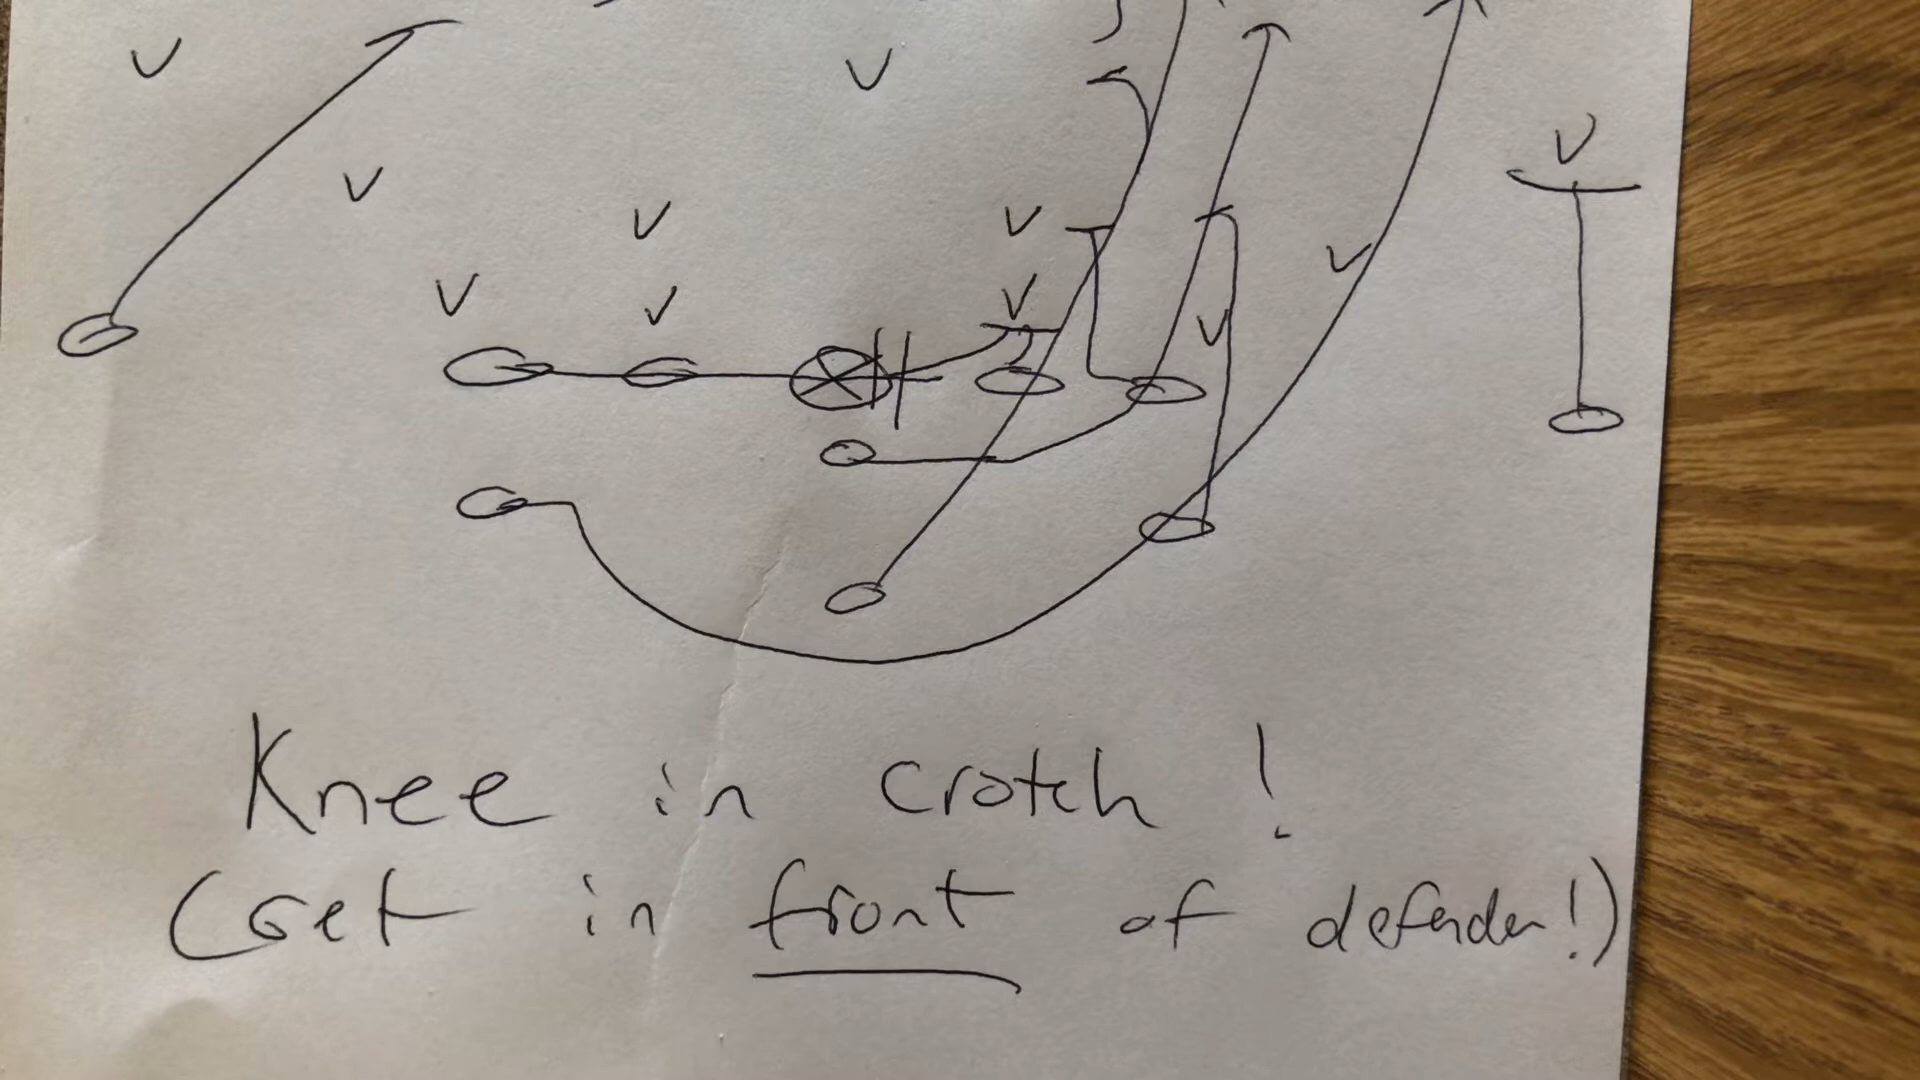 Knee in crotch!
(Get in front of defender!)